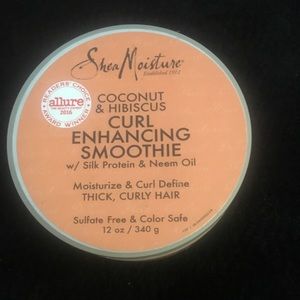 SheaMoisture®
Established 1912
READERS' CHOICE
allure
2016
AWARD WINNER
COCONUT
& HIBISCUS
CURL
ENHANCING
SMOOTHIE
w/ Silk Protein & Neem Oil
Moisturize & Curl Define
THICK, CURLY HAIR
Sulfate Free & Color Safe
12 oz / 340 g